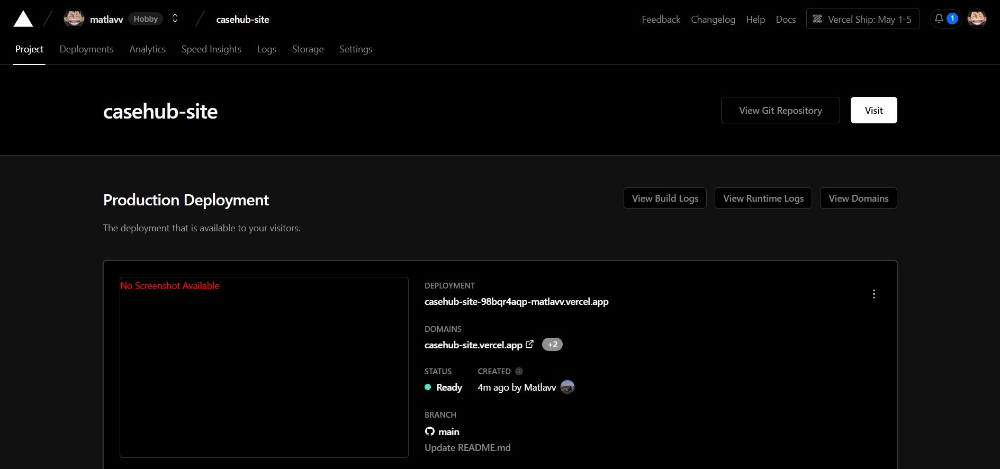 matlavv Hobby casehub-site Feedback Changelog Help Docs Vercel Ship: May 1-5 1
Project Deployments Analytics Speed Insights Logs Storage Settings
casehub-site View Git Repository Visit
Production Deployment View Build Logs View Runtime Logs View Domains
The deployment that is available to your visitors.
No Screenshot Available
DEPLOYMENT
casehub-site-98bqr4aqp-matlavv.vercel.app
DOMAINS
casehub-site.vercel.app +2
STATUS CREATED
Ready 4m ago by Matlavv
BRANCH
main
Update README.md